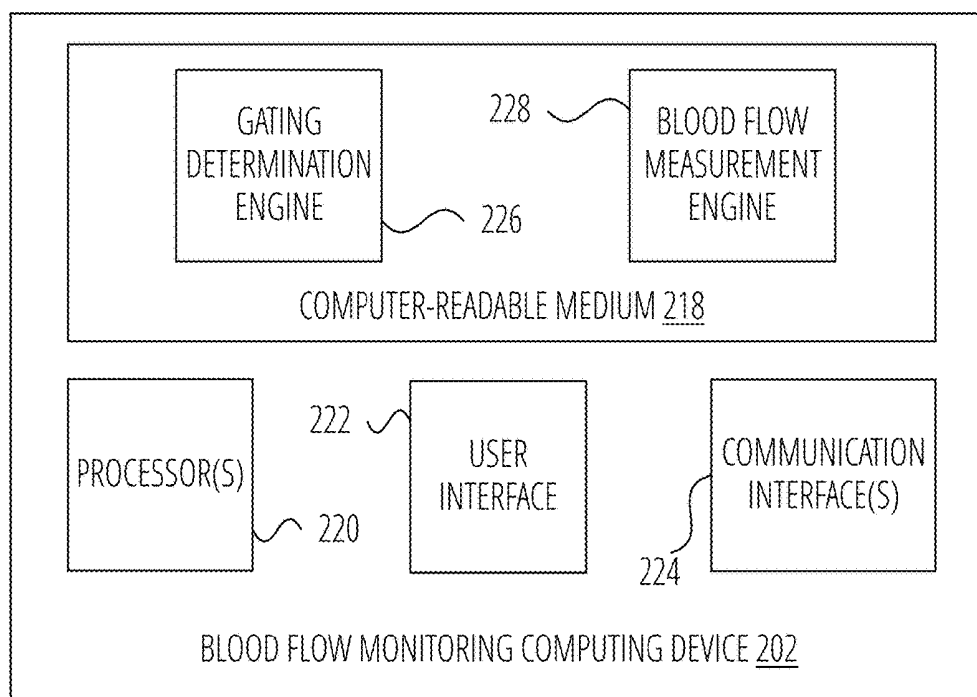 GATING
DETERMINATION
ENGINE
226
228
BLOOD FLOW
MEASUREMENT
ENGINE
COMPUTER-READABLE MEDIUM 218
PROCESSOR(S)
220
222
USER
INTERFACE
COMMUNICATION
INTERFACE(S)
224
BLOOD FLOW MONITORING COMPUTING DEVICE 202